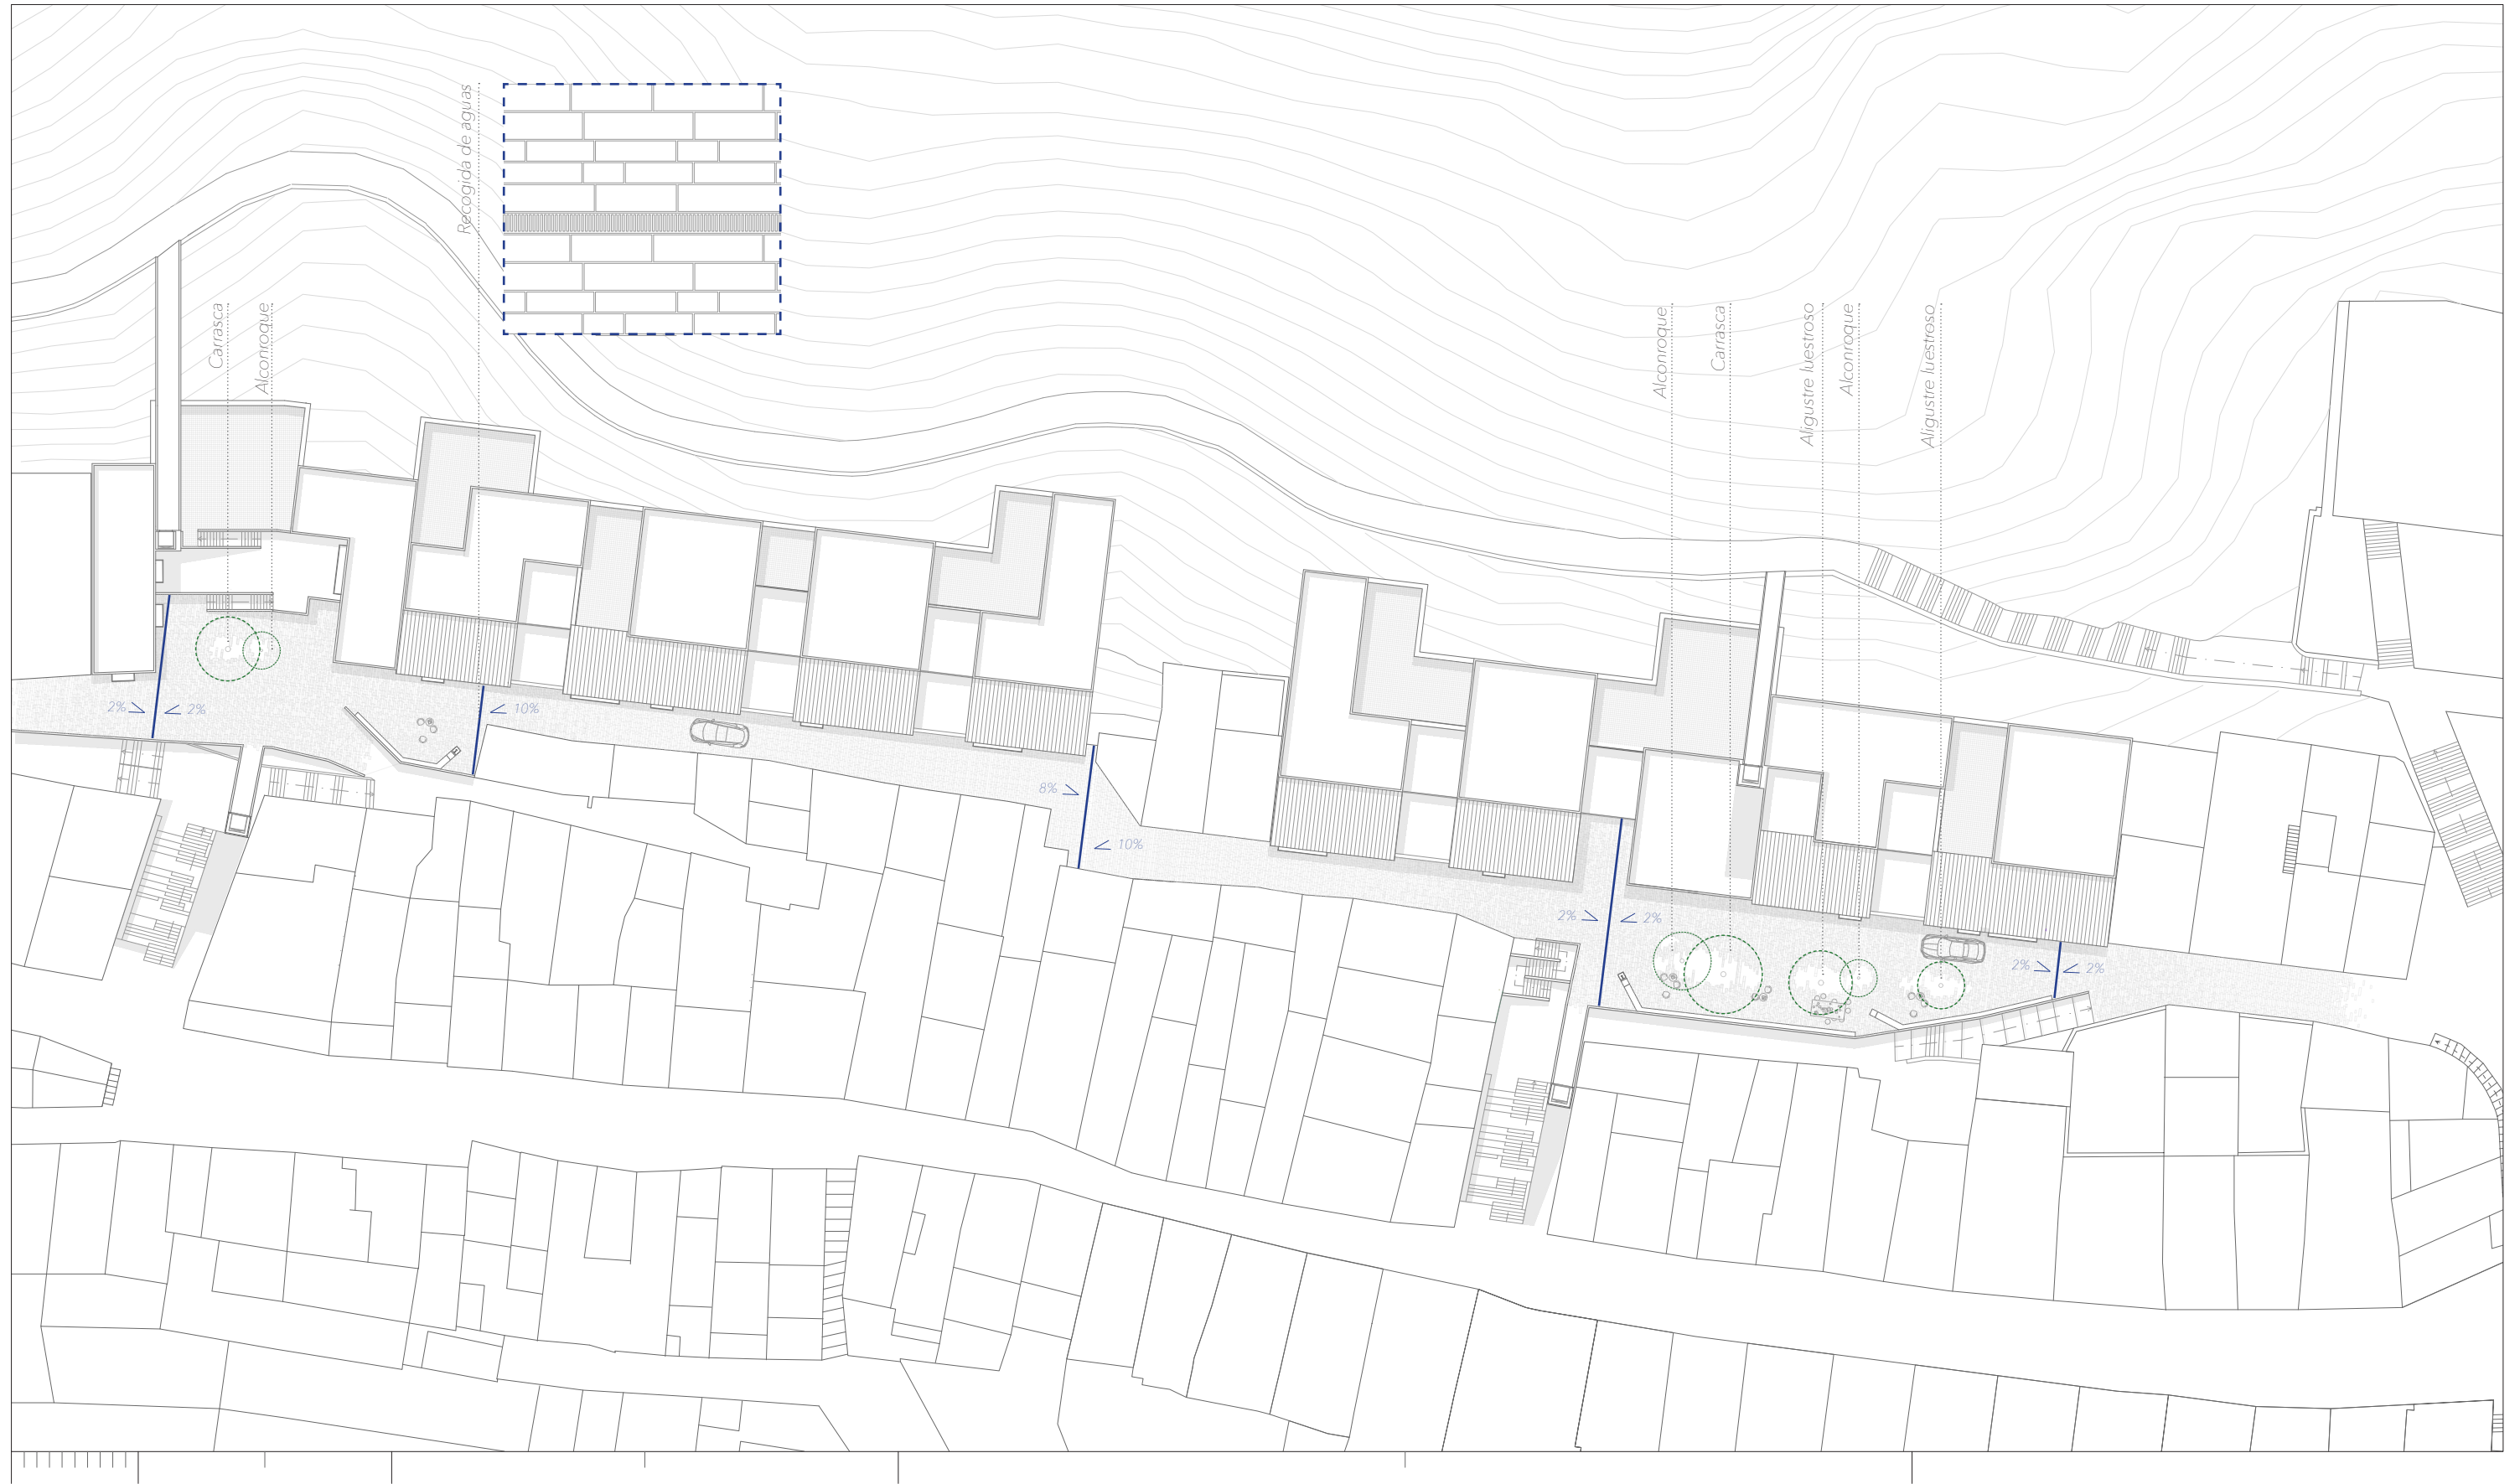 Recogida de aguas
Carrasca
Alconroque
Alconroque
Carrasca
Aligustre luestroso
Alconroque
Aligustre luestroso
2%
2%
10%
8%
10%
2%
2%
2%
2%